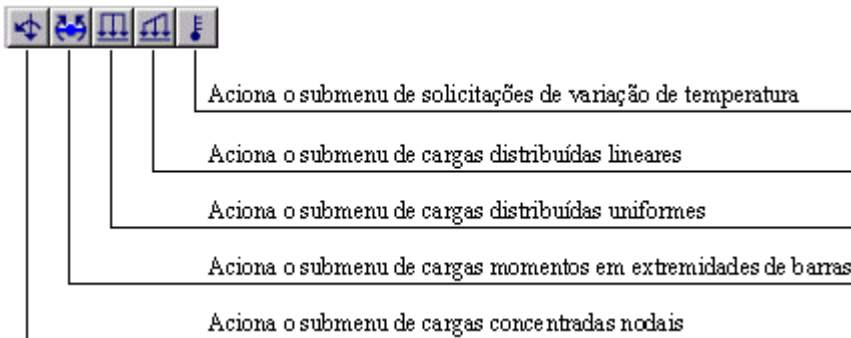 Aciona o submenu de solicitações de variação de temperatura
Aciona o submenu de cargas distribuídas lineares
Aciona o submenu de cargas distribuídas uniformes
Aciona o submenu de cargas momentos em extremidades de barras
Aciona o submenu de cargas concentradas nodais